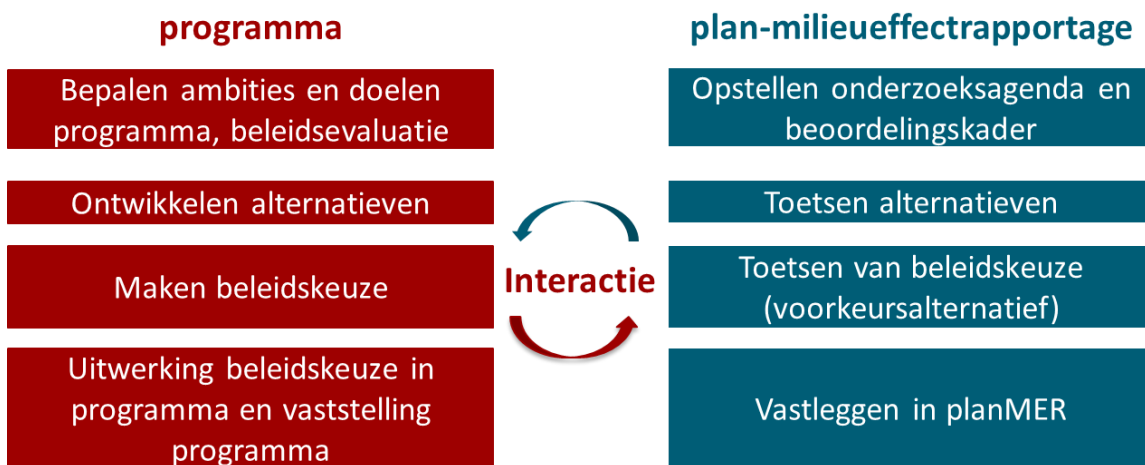 programma
Bepalen ambities en doelen
programma, beleidsevaluatie
Ontwikkelen alternatieven
Maken beleidskeuze
Uitwerking beleidskeuze in
programma en vaststelling
programma
Interactie
plan-milieueffectrapportage
Opstellen onderzoeksagenda en
beoordelingskader
Toetsen alternatieven
Toetsen van beleidskeuze
(voorkeursalternatief)
Vastleggen in planMER